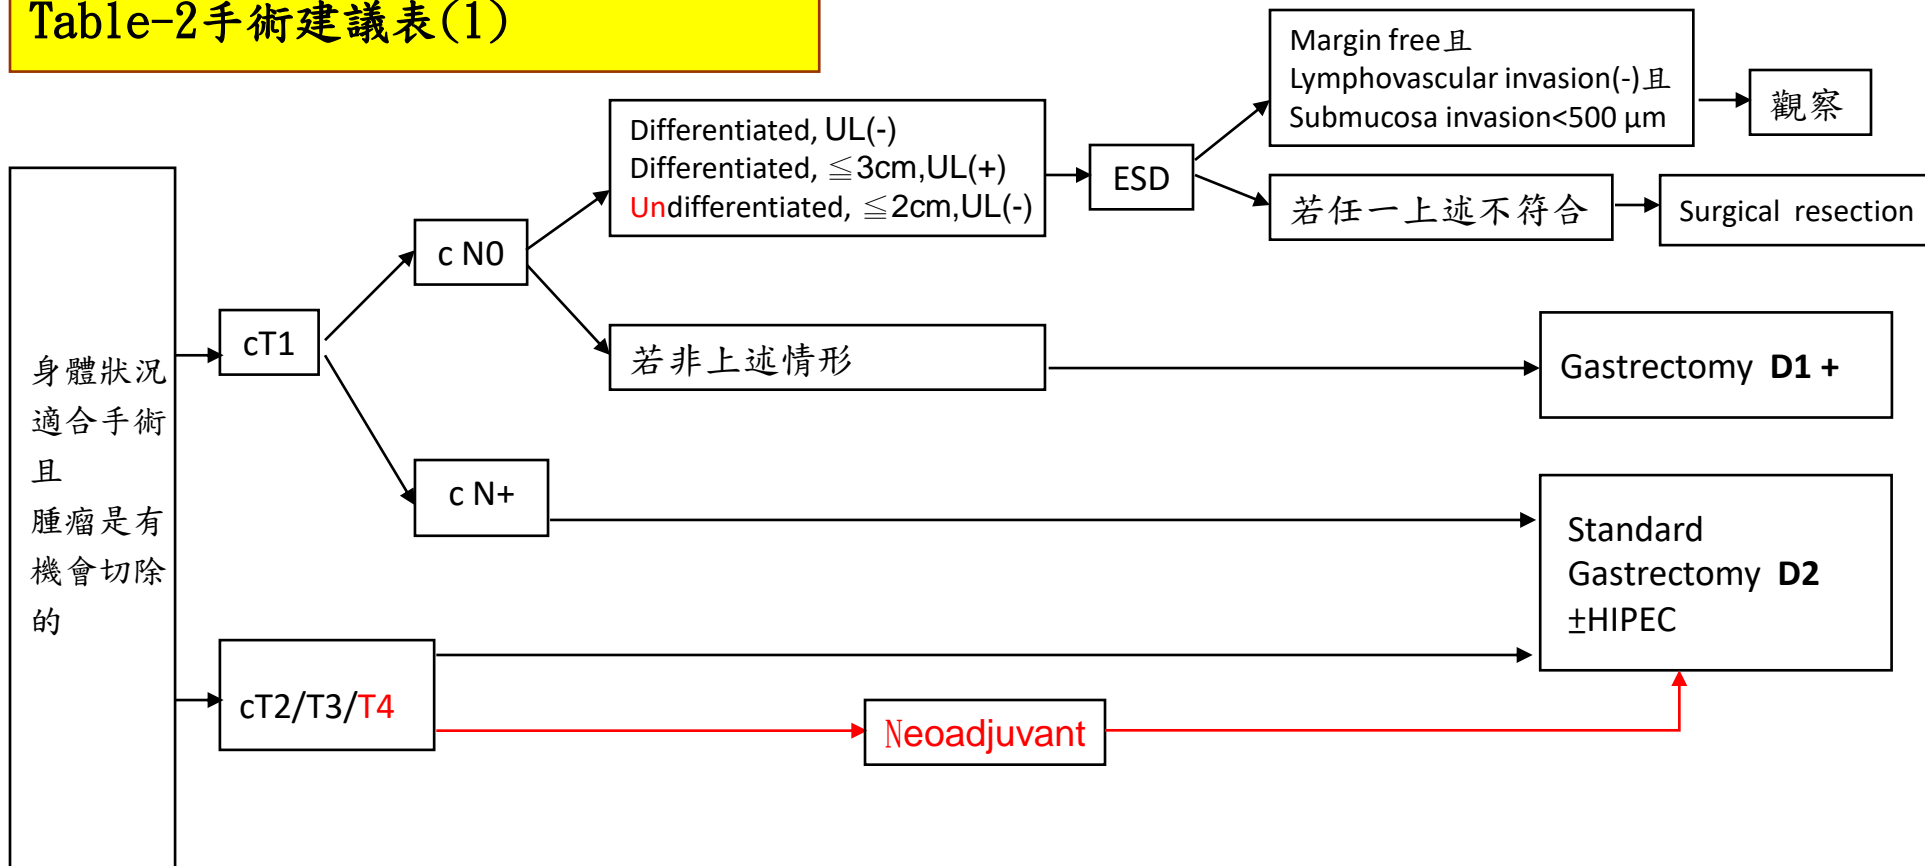 Table-2手術建議表(1)
身體狀況
適合手術
且
腫瘤是有
機會切除
的
cT1
c N0
Differentiated, UL(-)
Differentiated, ≦3cm,UL(+)
Undifferentiated, ≦2cm,UL(-)
ESD
Margin free且
Lymphovascular invasion(-)且
Submucosa invasion<500 µm
觀察
若任一上述不符合
Surgical resection
若非上述情形
Gastrectomy D1 +
c N+
Standard
Gastrectomy D2
±HIPEC
cT2/T3/T4
Neoadjuvant